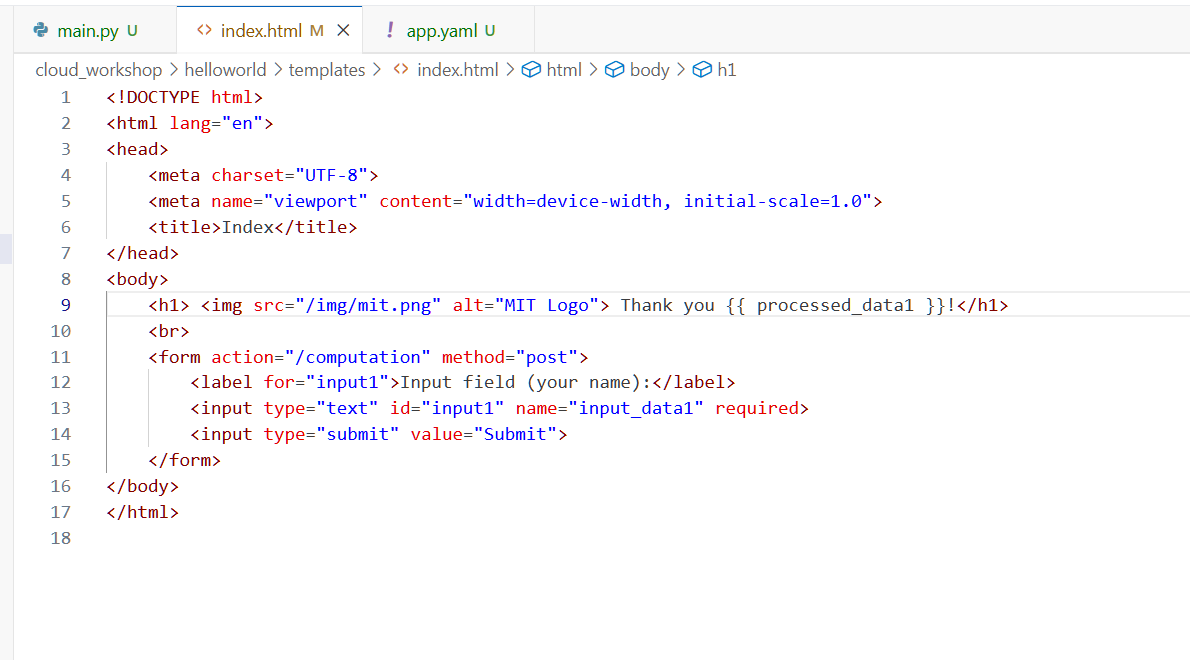 main.py U index.html M app.yaml U
cloud_workshop > helloworld > templates > <> index.html > html > body > h1
1 <!DOCTYPE html>
2 <html lang="en">
3 <head>
4 <meta charset="UTF-8">
5 <meta name="viewport" content="width=device-width, initial-scale=1.0">
6 <title>Index</title>
7 </head>
8 <body>
9 <h1> <img src="/img/mit.png" alt="MIT Logo"> Thank you {{ processed_data1 }}!</h1>
10 <br>
11 <form action="/computation" method="post">
12 <label for="input1">Input field (your name):</label>
13 <input type="text" id="input1" name="input_data1" required>
14 <input type="submit" value="Submit">
15 </form>
16 </body>
17 </html>
18